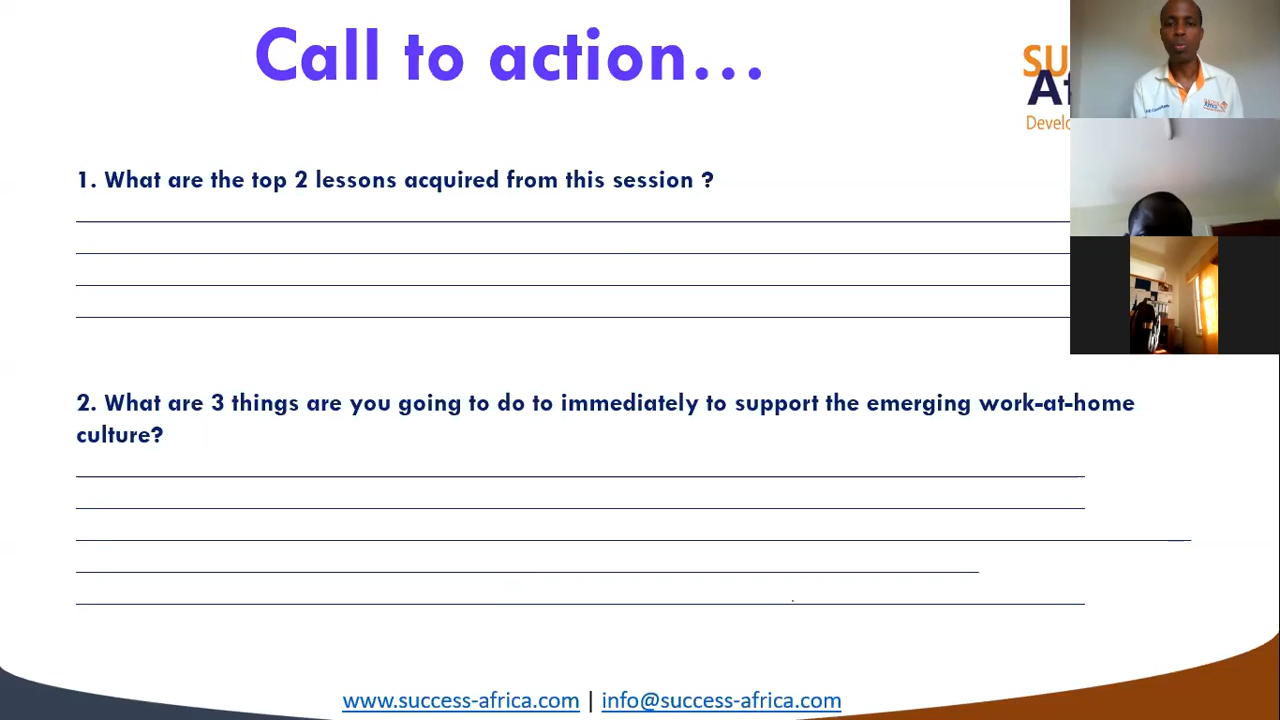 Call to action...
1. What are the top 2 lessons acquired from this session ?
2. What are 3 things are you going to do to immediately to support the emerging work-at-home
culture?
www.success-africa.com | info@success-africa.com